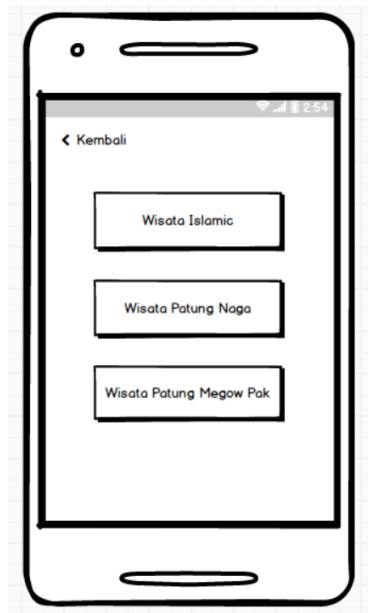 2:54
Kembali
Wisata Islamic
Wisata Patung Naga
Wisata Patung Megow Pak